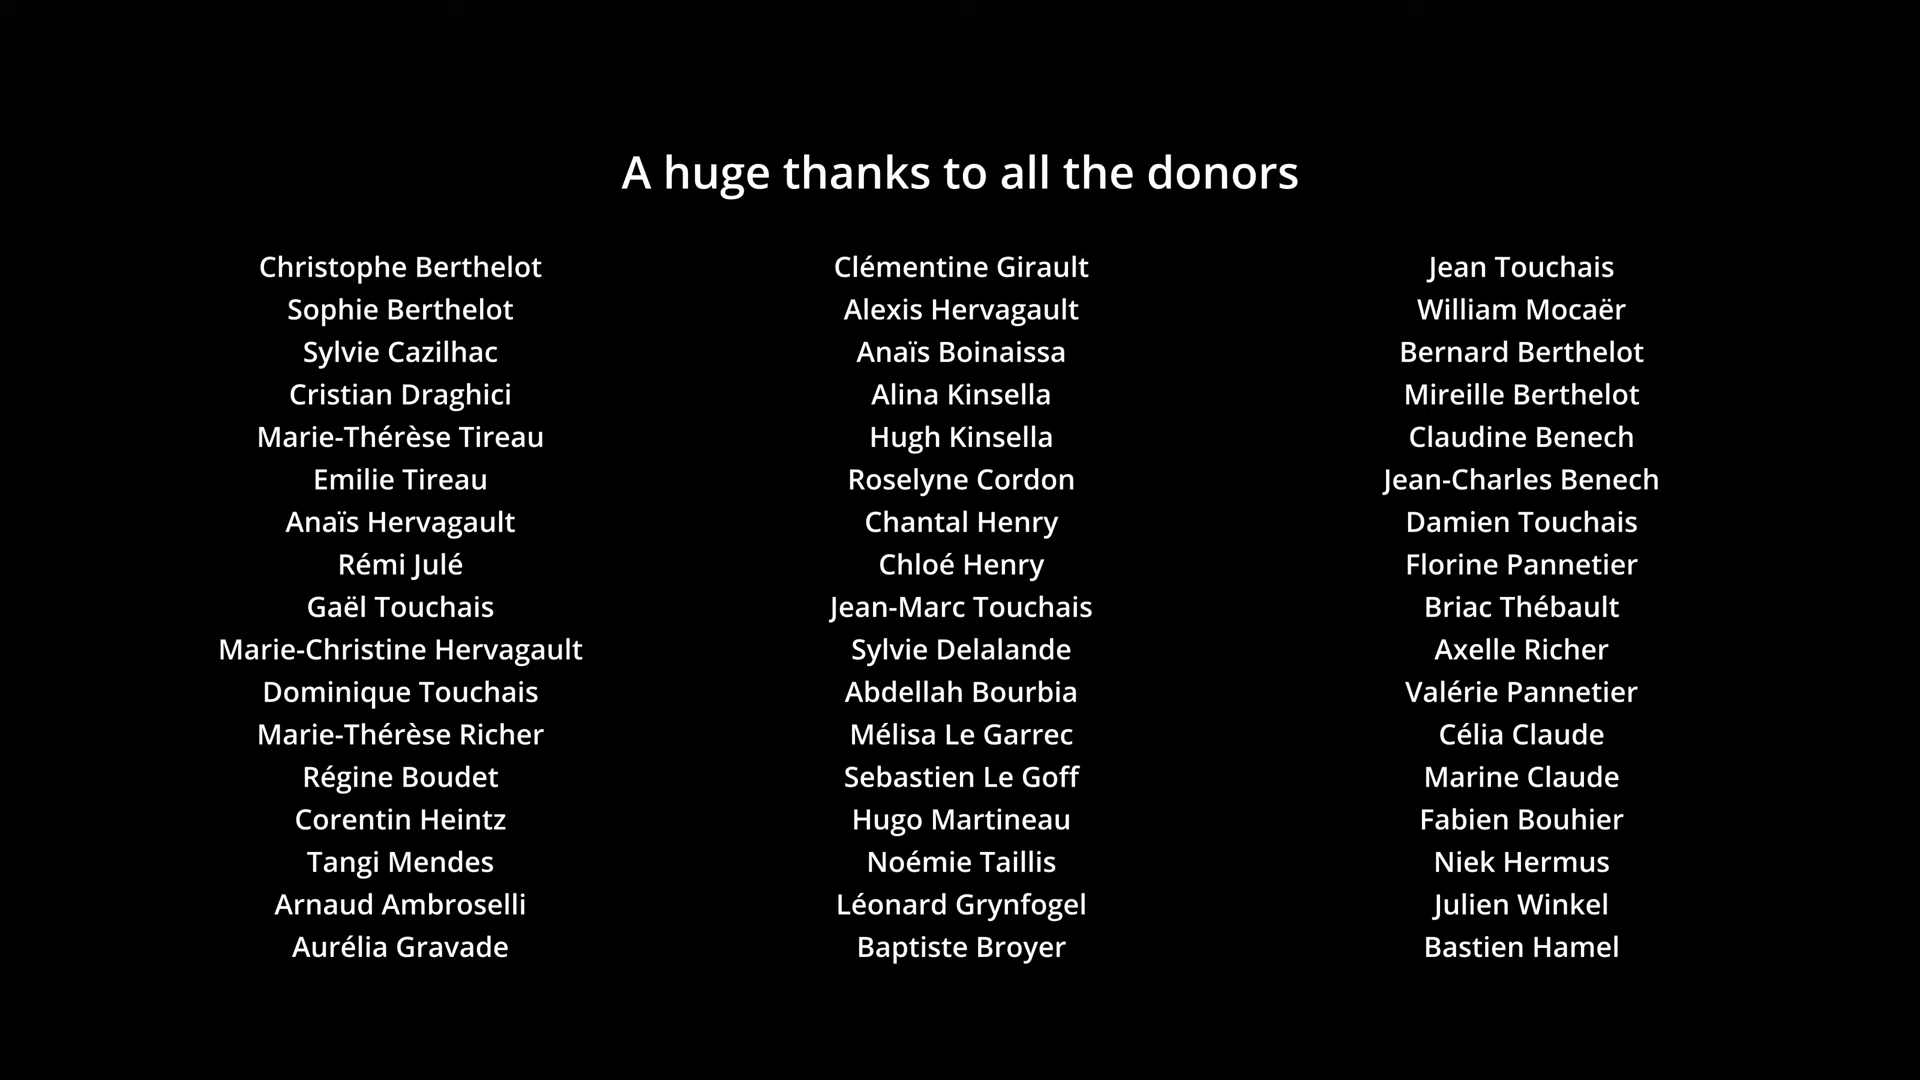 A huge thanks to all the donors
Christophe Berthelot
Sophie Berthelot
Sylvie Cazilhac
Cristian Draghici
Marie-Thérèse Tireau
Emilie Tireau
Anaïs Hervagault
Rémi Julé
Gaël Touchais
Marie-Christine Hervagault
Dominique Touchais
Marie-Thérèse Richer
Régine Boudet
Corentin Heintz
Tangi Mendes
Arnaud Ambroselli
Aurélia Gravade
Clémentine Girault
Alexis Hervagault
Anaïs Boinaissa
Alina Kinsella
Hugh Kinsella
Roselyne Cordon
Chantal Henry
Chloé Henry
Jean-Marc Touchais
Sylvie Delalande
Abdellah Bourbia
Mélisa Le Garrec
Sebastien Le Goff
Hugo Martineau
Noémie Taillis
Léonard Grynfogel
Baptiste Broyer
Jean Touchais
William Mocaër
Bernard Berthelot
Mireille Berthelot
Claudine Benech
Jean-Charles Benech
Damien Touchais
Florine Pannetier
Briac Thébault
Axelle Richer
Valérie Pannetier
Célia Claude
Marine Claude
Fabien Bouhier
Niek Hermus
Julien Winkel
Bastien Hamel